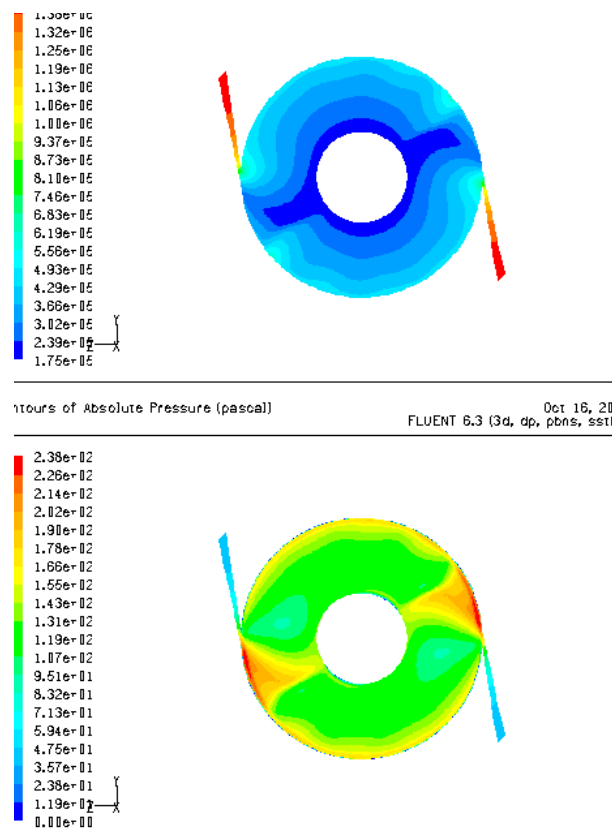 1.32e+06
1.25e+06
1.19e+06
1.13e+06
1.06e+06
1.00e+06
9.37e+05
8.73e+05
8.10e+05
7.46e+05
6.83e+05
6.19e+05
5.56e+05
4.93e+05
4.29e+05
3.66e+05
3.02e+05
2.39e+05
1.75e+05
Y
Z X
ntours of Absolute Pressure (pascal) Oct 16, 20
FLUENT 6.3 (3d, dp, pbns, sst
2.38e+02
2.26e+02
2.14e+02
2.02e+02
1.90e+02
1.78e+02
1.66e+02
1.55e+02
1.43e+02
1.31e+02
1.19e+02
1.07e+02
9.51e+01
8.32e+01
7.13e+01
5.94e+01
4.75e+01
3.57e+01
2.38e+01
1.19e+01
0.00e+00
Y
Z X